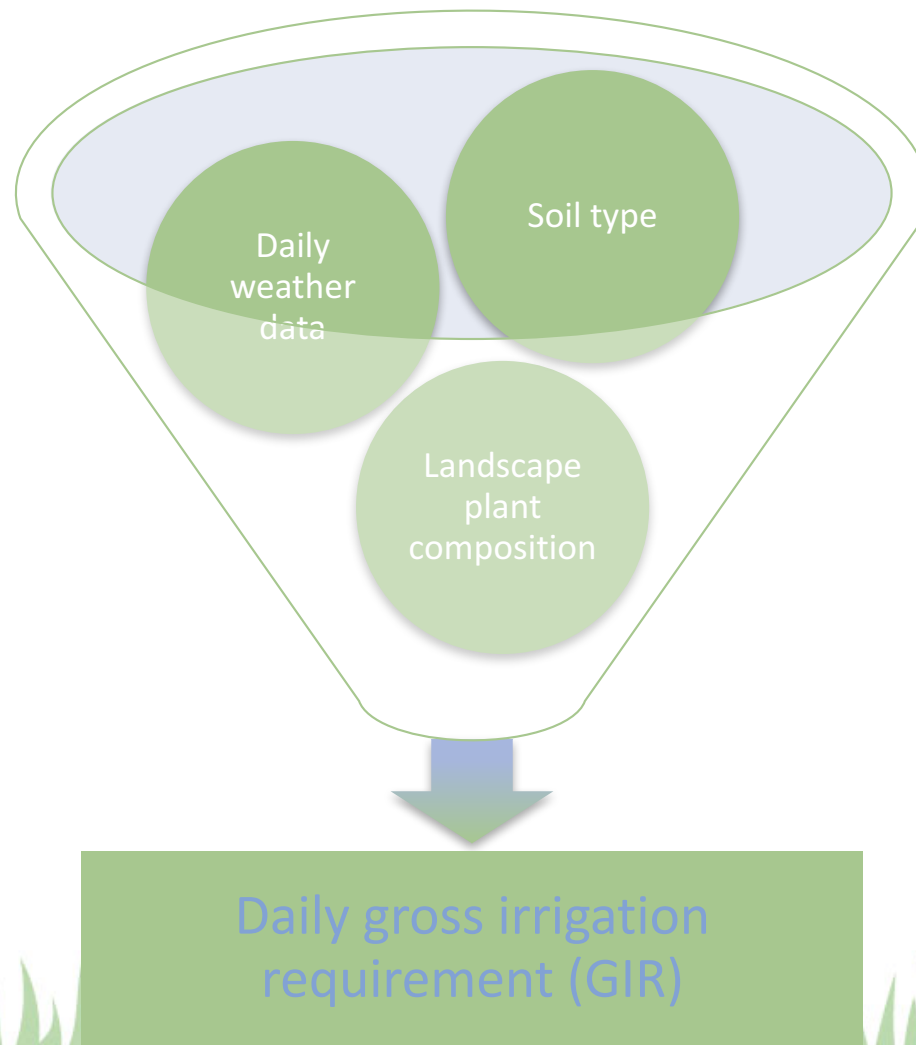 Soil type
Daily
weather
data
Landscape
plant
composition
Daily gross irrigation
requirement (GIR)